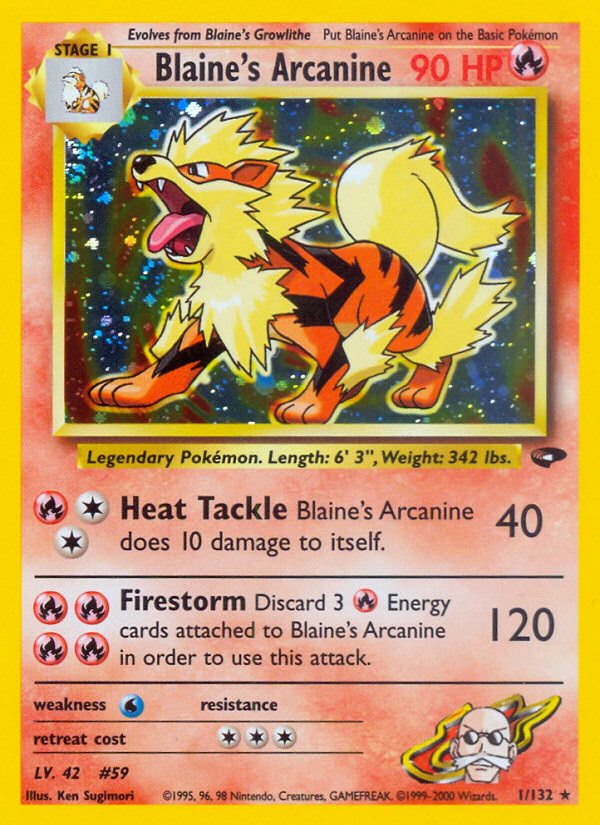 Evolves from Blaine's Growlithe Put Blaine's Arcanine on the Basic Pokémon
STAGE 1
Blaine's Arcanine 90 HP
Legendary Pokémon. Length: 6' 3", Weight: 342 lbs.
Heat Tackle Blaine's Arcanine
does 10 damage to itself.
40
Firestorm Discard 3 Energy
cards attached to Blaine's Arcanine
in order to use this attack.
120
weakness resistance
retreat cost
LV. 42 #59
Illus. Ken Sugimori ©1995, 96, 98 Nintendo, Creatures, GAMEFREAK. ©1999-2000 Wizards. 1/132 ★